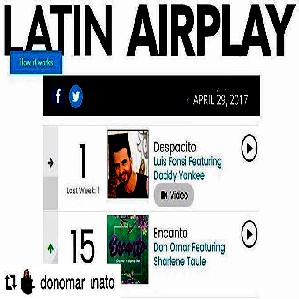 LATIN AIRPLAY
How it works
APRIL 29, 2017
1
Last Week: 1
Despacito
Luis Fonsi Featuring
Daddy Yankee
Video
15
Encanto
Don Omar Featuring
Sharlene Taule
donomar